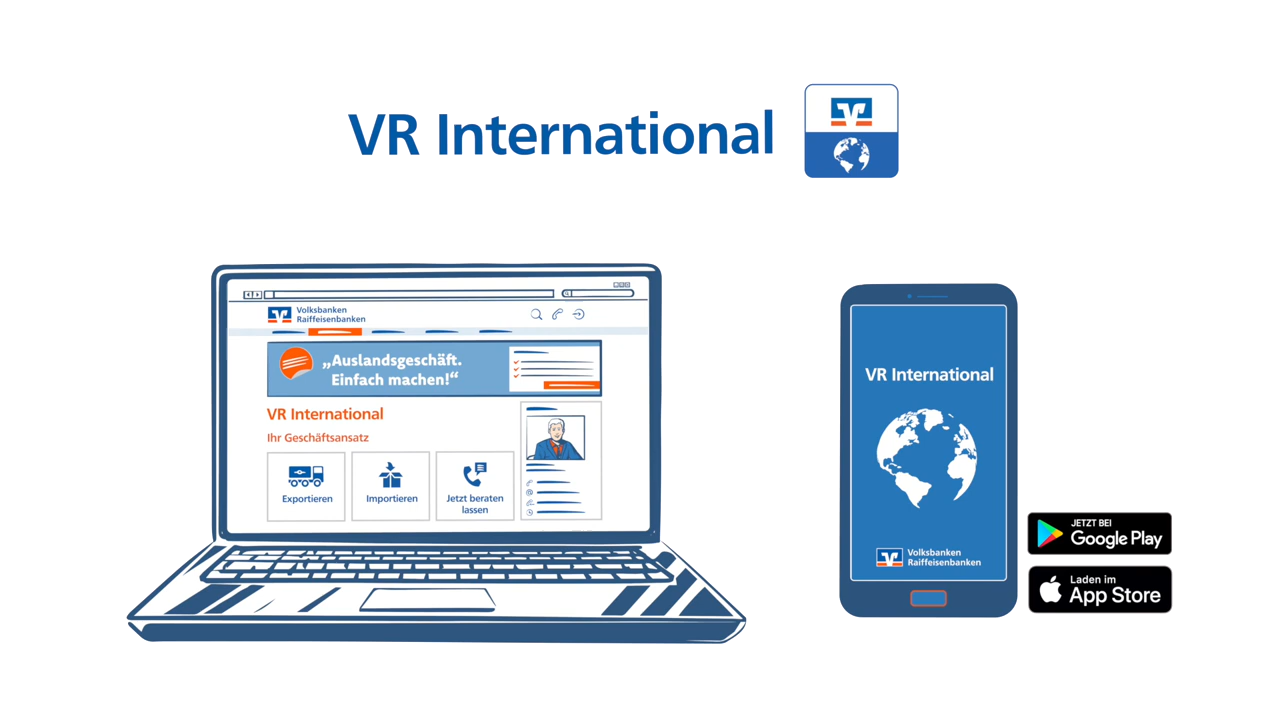 VR International
Volksbanken
Raiffeisenbanken
„Auslandsgeschäft.
Einfach machen!“
VR International
Ihr Geschäftsansatz
Exportieren
Importieren
Jetzt beraten
lassen
VR International
Volksbanken
Raiffeisenbanken
JETZT BEI
Google Play
Laden im
App Store